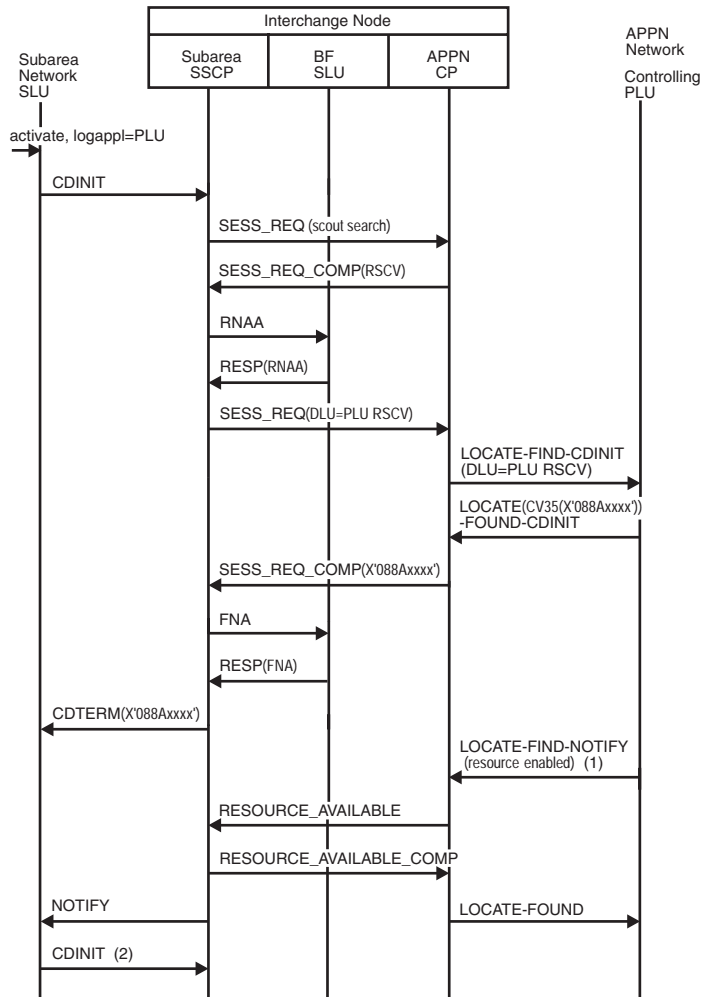 Interchange Node
Subarea
SSCP
BF
SLU
APPN
CP
Subarea
Network
SLU
APPN
Network
Controlling
PLU
activate, logappl=PLU
CDINIT
SESS_REQ (scout search)
SESS_REQ_COMP(RSCV)
RNAA
RESP(RNAA)
SESS_REQ(DLU=PLU RSCV)
LOCATE-FIND-CDINIT
(DLU=PLU RSCV)
LOCATE(CV35(X'088Axxxx'))
-FOUND-CDINIT
SESS_REQ_COMP(X'088Axxxx')
FNA
RESP(FNA)
CDTERM(X'088Axxxx')
LOCATE-FIND-NOTIFY
(resource enabled) (1)
RESOURCE_AVAILABLE
RESOURCE_AVAILABLE_COMP
NOTIFY
LOCATE-FOUND
CDINIT (2)